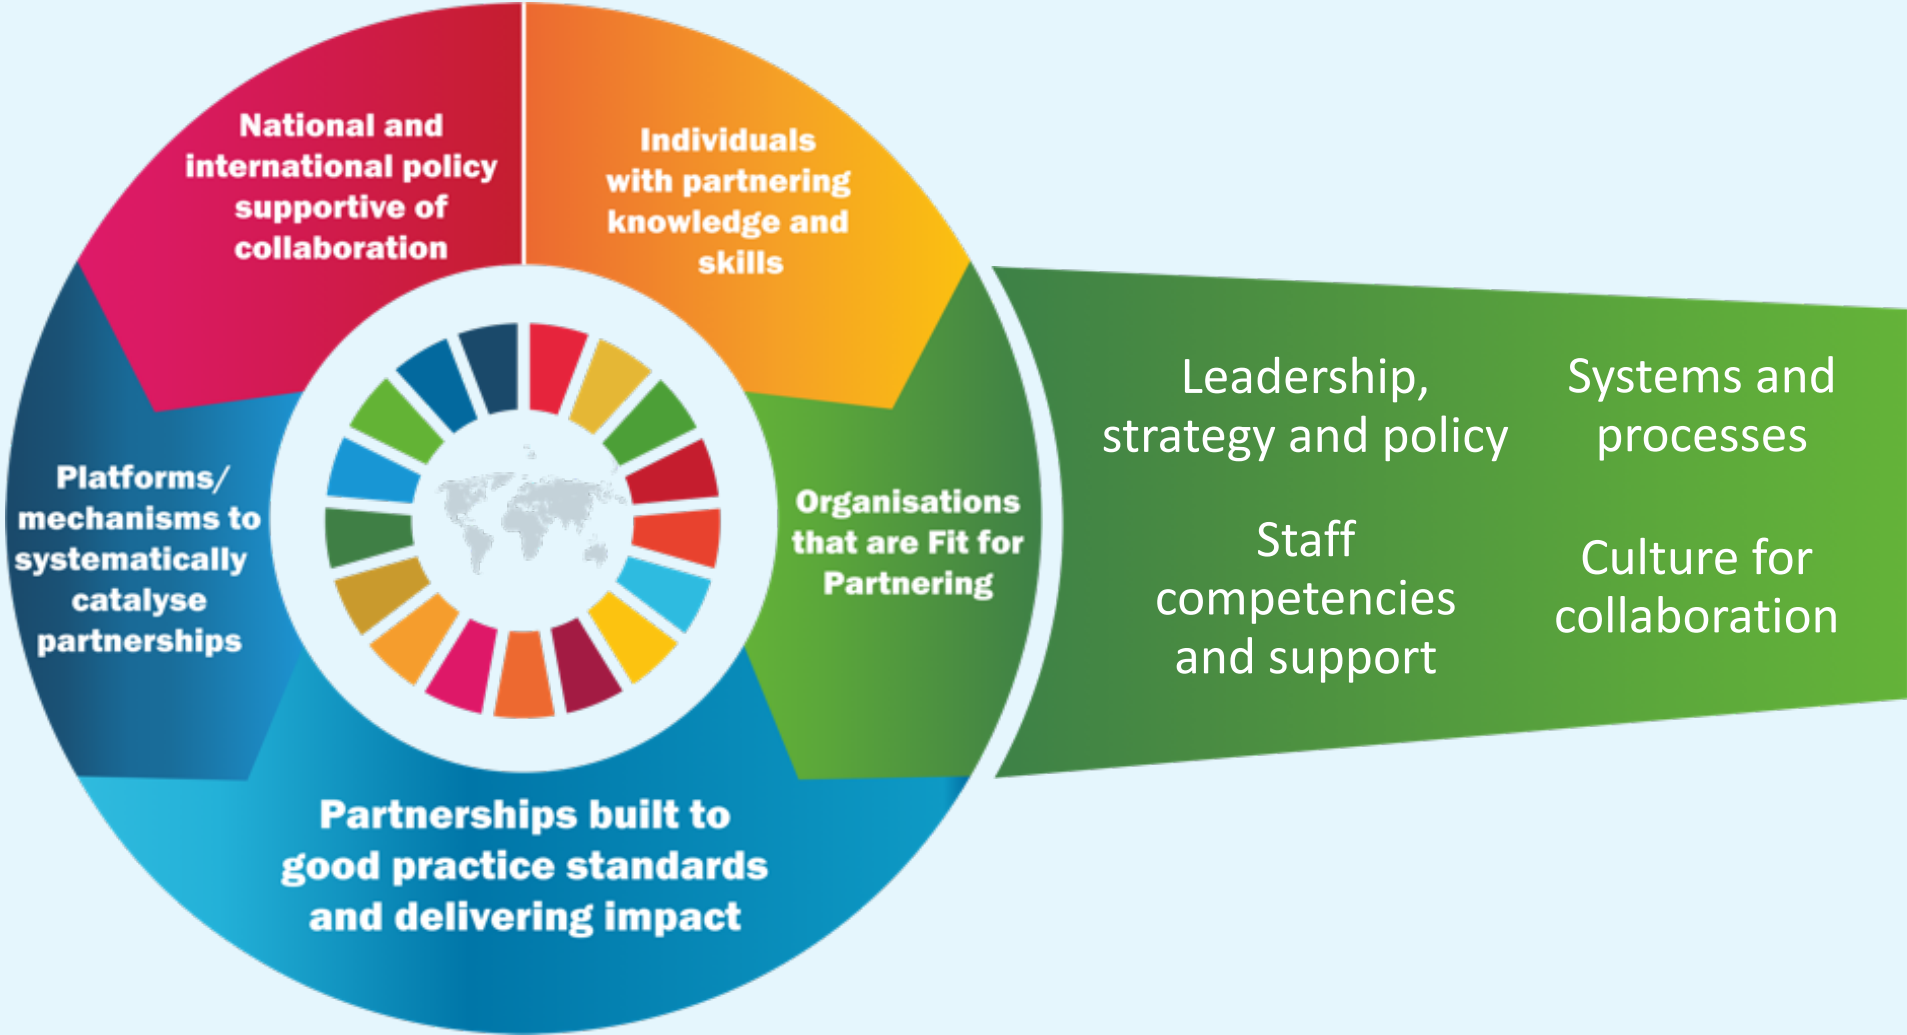 National and
international policy
supportive of
collaboration
Individuals
with partnering
knowledge and
skills
Organisations
that are Fit for
Partnering
Partnerships built to
good practice standards
and delivering impact
Platforms/
mechanisms to
systematically
catalyse
partnerships
Leadership,
strategy and policy
Systems and
processes
Staff
competencies
and support
Culture for
collaboration